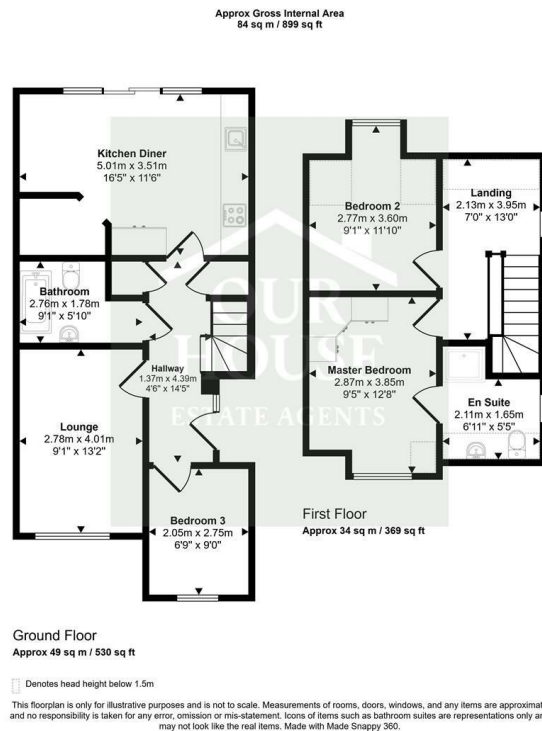 Approx Gross Internal Area
84 sq m / 899 sq ft
Kitchen Diner
5.01m x 3.51m
16'5" x 11'6"
Bathroom
2.76m x 1.78m
9'1" x 5'10"
Hallway
1.37m x 4.39m
4'6" x 14'5"
Lounge
2.78m x 4.01m
9'1" x 13'2"
Bedroom 3
2.05m x 2.75m
6'9" x 9'0"
Bedroom 2
2.77m x 3.60m
9'1" x 11'10"
Landing
2.13m x 3.95m
7'0" x 13'0"
Master Bedroom
2.87m x 3.85m
9'5" x 12'8"
En Suite
2.11m x 1.65m
6'11" x 5'5"
OUR
HOUSE
ESTATE AGENTS
First Floor
Approx 34 sq m / 369 sq ft
Ground Floor
Approx 49 sq m / 530 sq ft
Denotes head height below 1.5m
This floorplan is only for illustrative purposes and is not to scale. Measurements of rooms, doors, windows, and any items are approximat
and no responsibility is taken for any error, omission or mis-statement. Icons of items such as bathroom suites are representations only a
may not look like the real items. Made with Made Snappy 360.